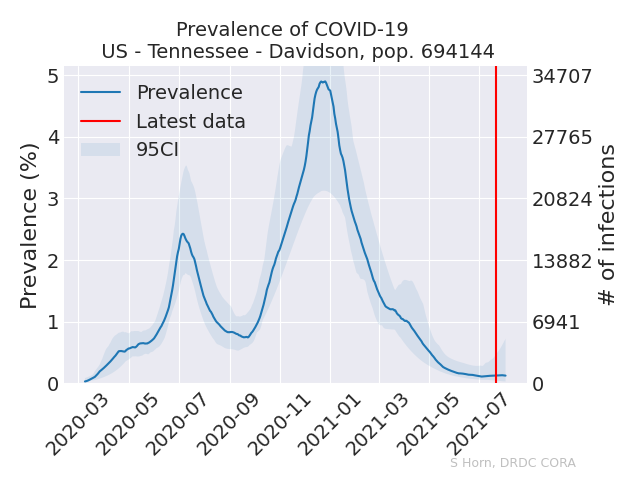 Prevalence of COVID-19
US - Tennessee - Davidson, pop. 694144
Prevalence
Latest data
95CI
Prevalence (%)
5
4
3
2
1
0
34707
27765
20824
13882
6941
0
# of infections
2020-03
2020-05
2020-07
2020-09
2020-11
2021-01
2021-03
2021-05
2021-07
S Horn, DRDC CORA